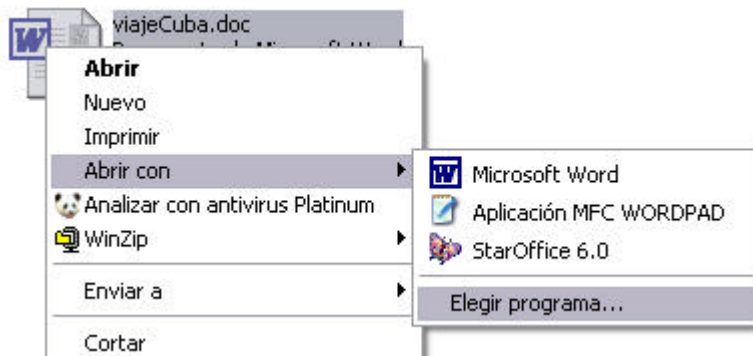 viajeCuba.doc
Abrir
Nuevo
Imprimir
Abrir con
Analizar con antivirus Platinum
WinZip
Enviar a
Cortar
Microsoft Word
Aplicación MFC WORDPAD
StarOffice 6.0
Elegir programa...